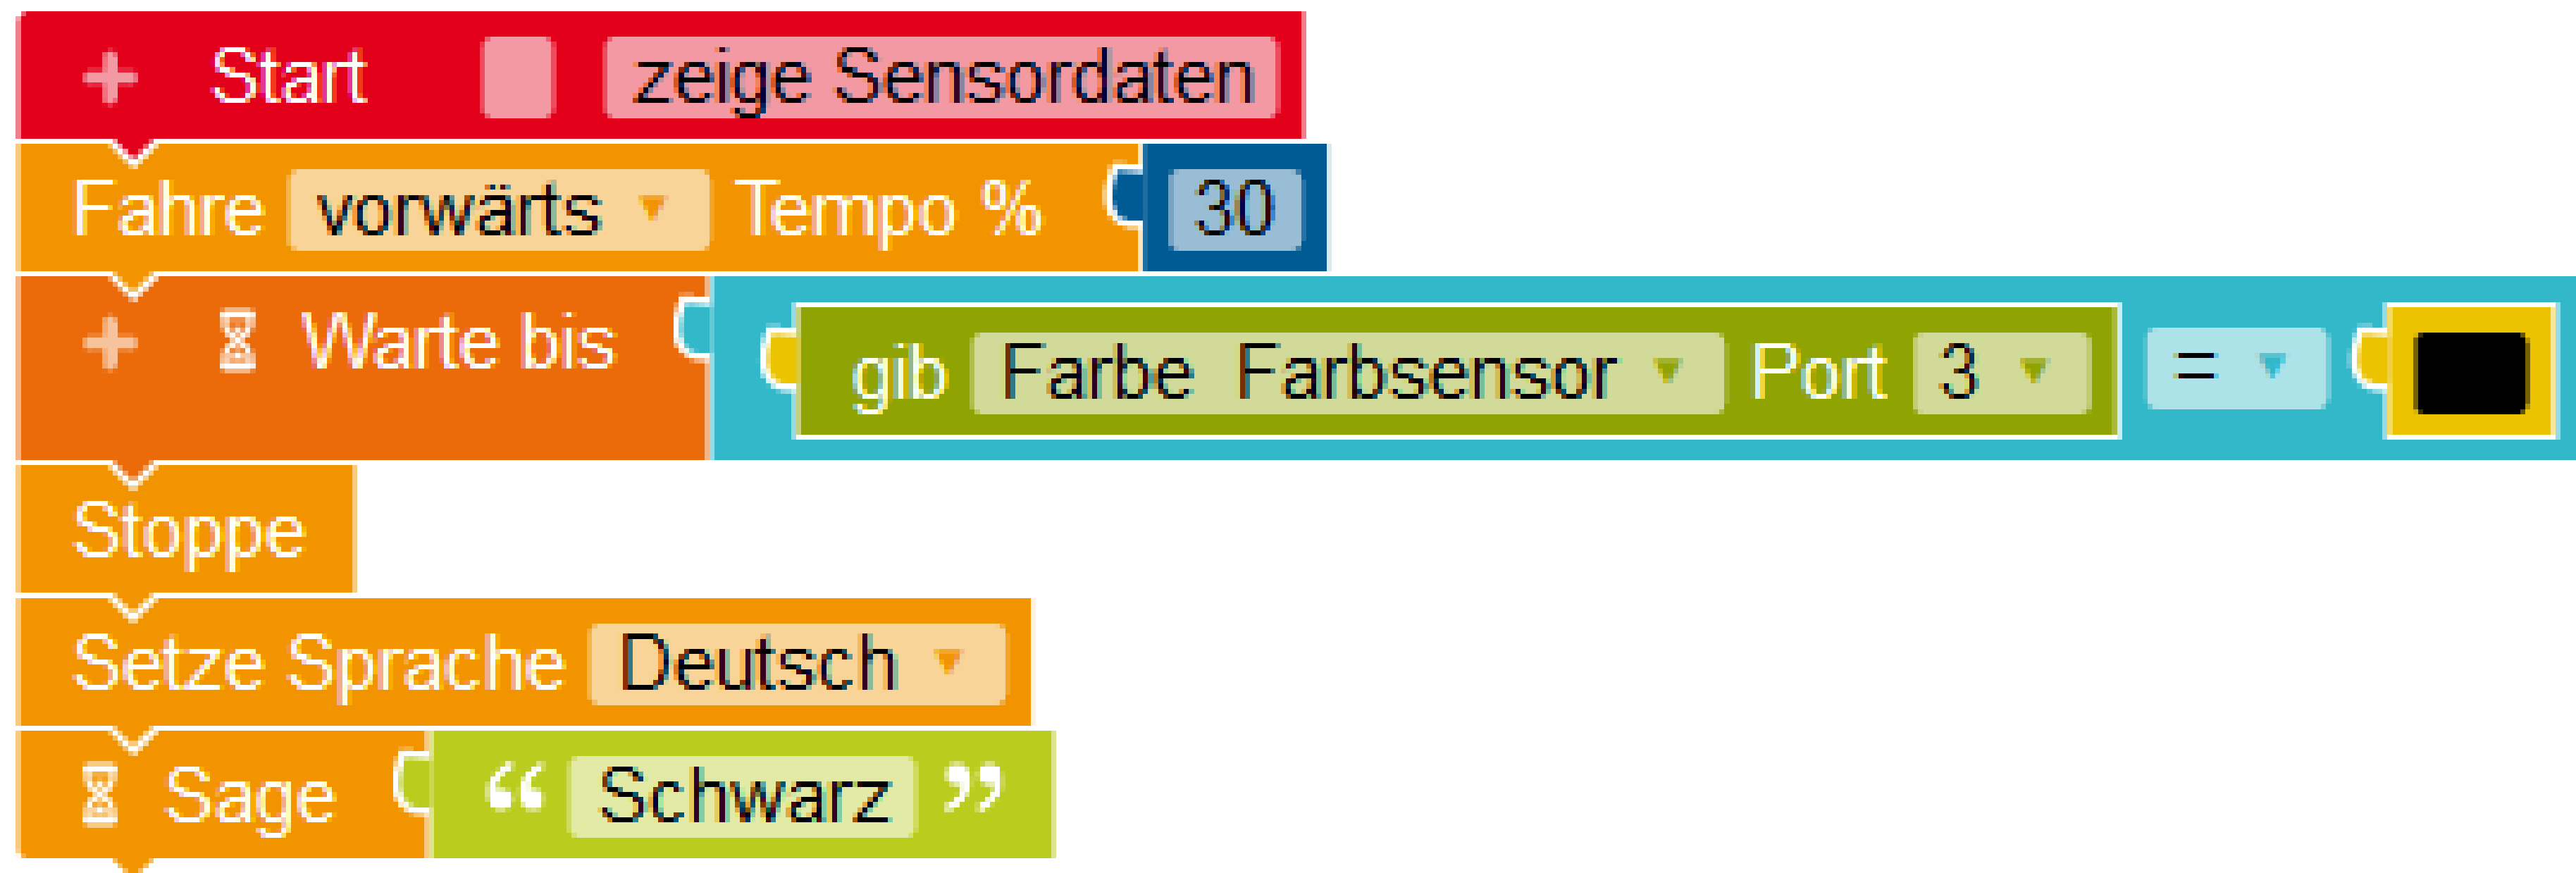 + Start zeige Sensordaten
Fahre vorwärts Tempo % 30
+ Warte bis gib Farbe Farbsensor Port 3 =
Stoppe
Setze Sprache Deutsch
Sage “ Schwarz ”